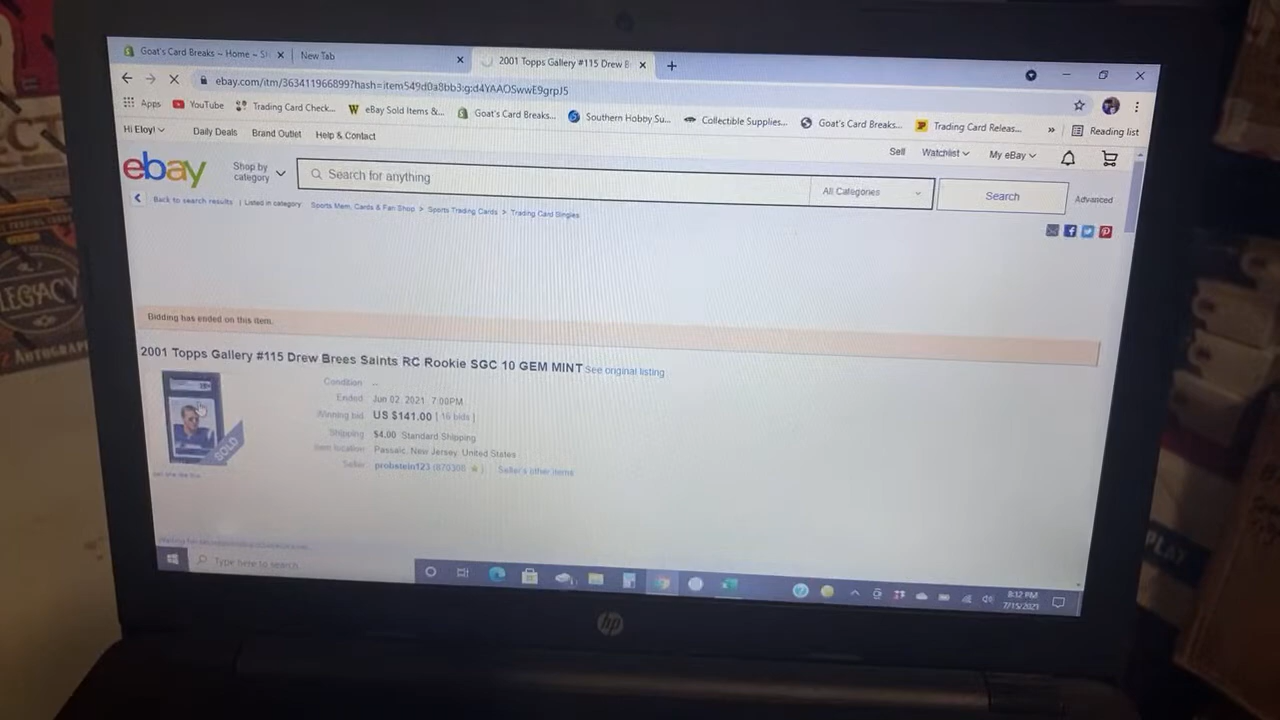 Goat's Card Breaks – Home – Sh
New Tab
2001 Topps Gallery #115 Drew B
ebay.com/itm/363411966899?hash=item549d0a8bb3:g:d4YAAOSwwE9grpJ5
Apps YouTube Trading Card Check... eBay Sold Items &... Goat's Card Breaks... Southern Hobby Su... Collectible Supplies... Goat's Card Breaks... Trading Card Releas... » Reading list
Hi Eloy! Daily Deals Brand Outlet Help & Contact Sell Watchlist My eBay
ebay Shop by category Search for anything All Categories Search Advanced
Back to search results | Listed in category: Sports Mem, Cards & Fan Shop > Sports Trading Cards > Trading Card Singles
Bidding has ended on this item.
2001 Topps Gallery #115 Drew Brees Saints RC Rookie SGC 10 GEM MINT See original listing
Condition: --
Ended: Jun 02, 2021, 7:00PM
Winning bid: US $141.00 [ 16 bids ]
Shipping: $4.00 Standard Shipping
Item location: Passaic, New Jersey, United States
Seller: probstein123 (870308 ) Seller's other items
SOLD
Type here to search
8:12 PM
hp
LEGACY
AUTOGRAPH
PLAY